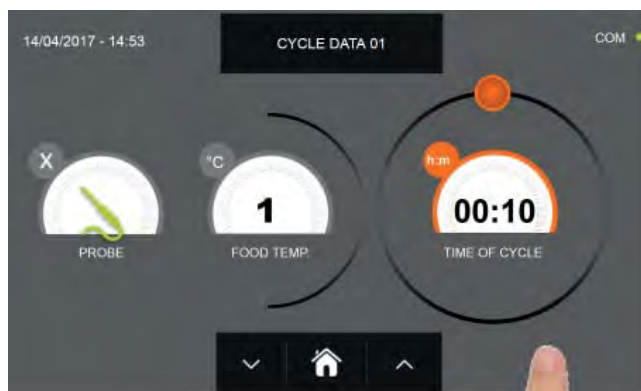 14/04/2017 - 14:53
CYCLE DATA 01
COM
X
°C
h:m
1
00:10
PROBE
FOOD TEMP.
TIME OF CYCLE